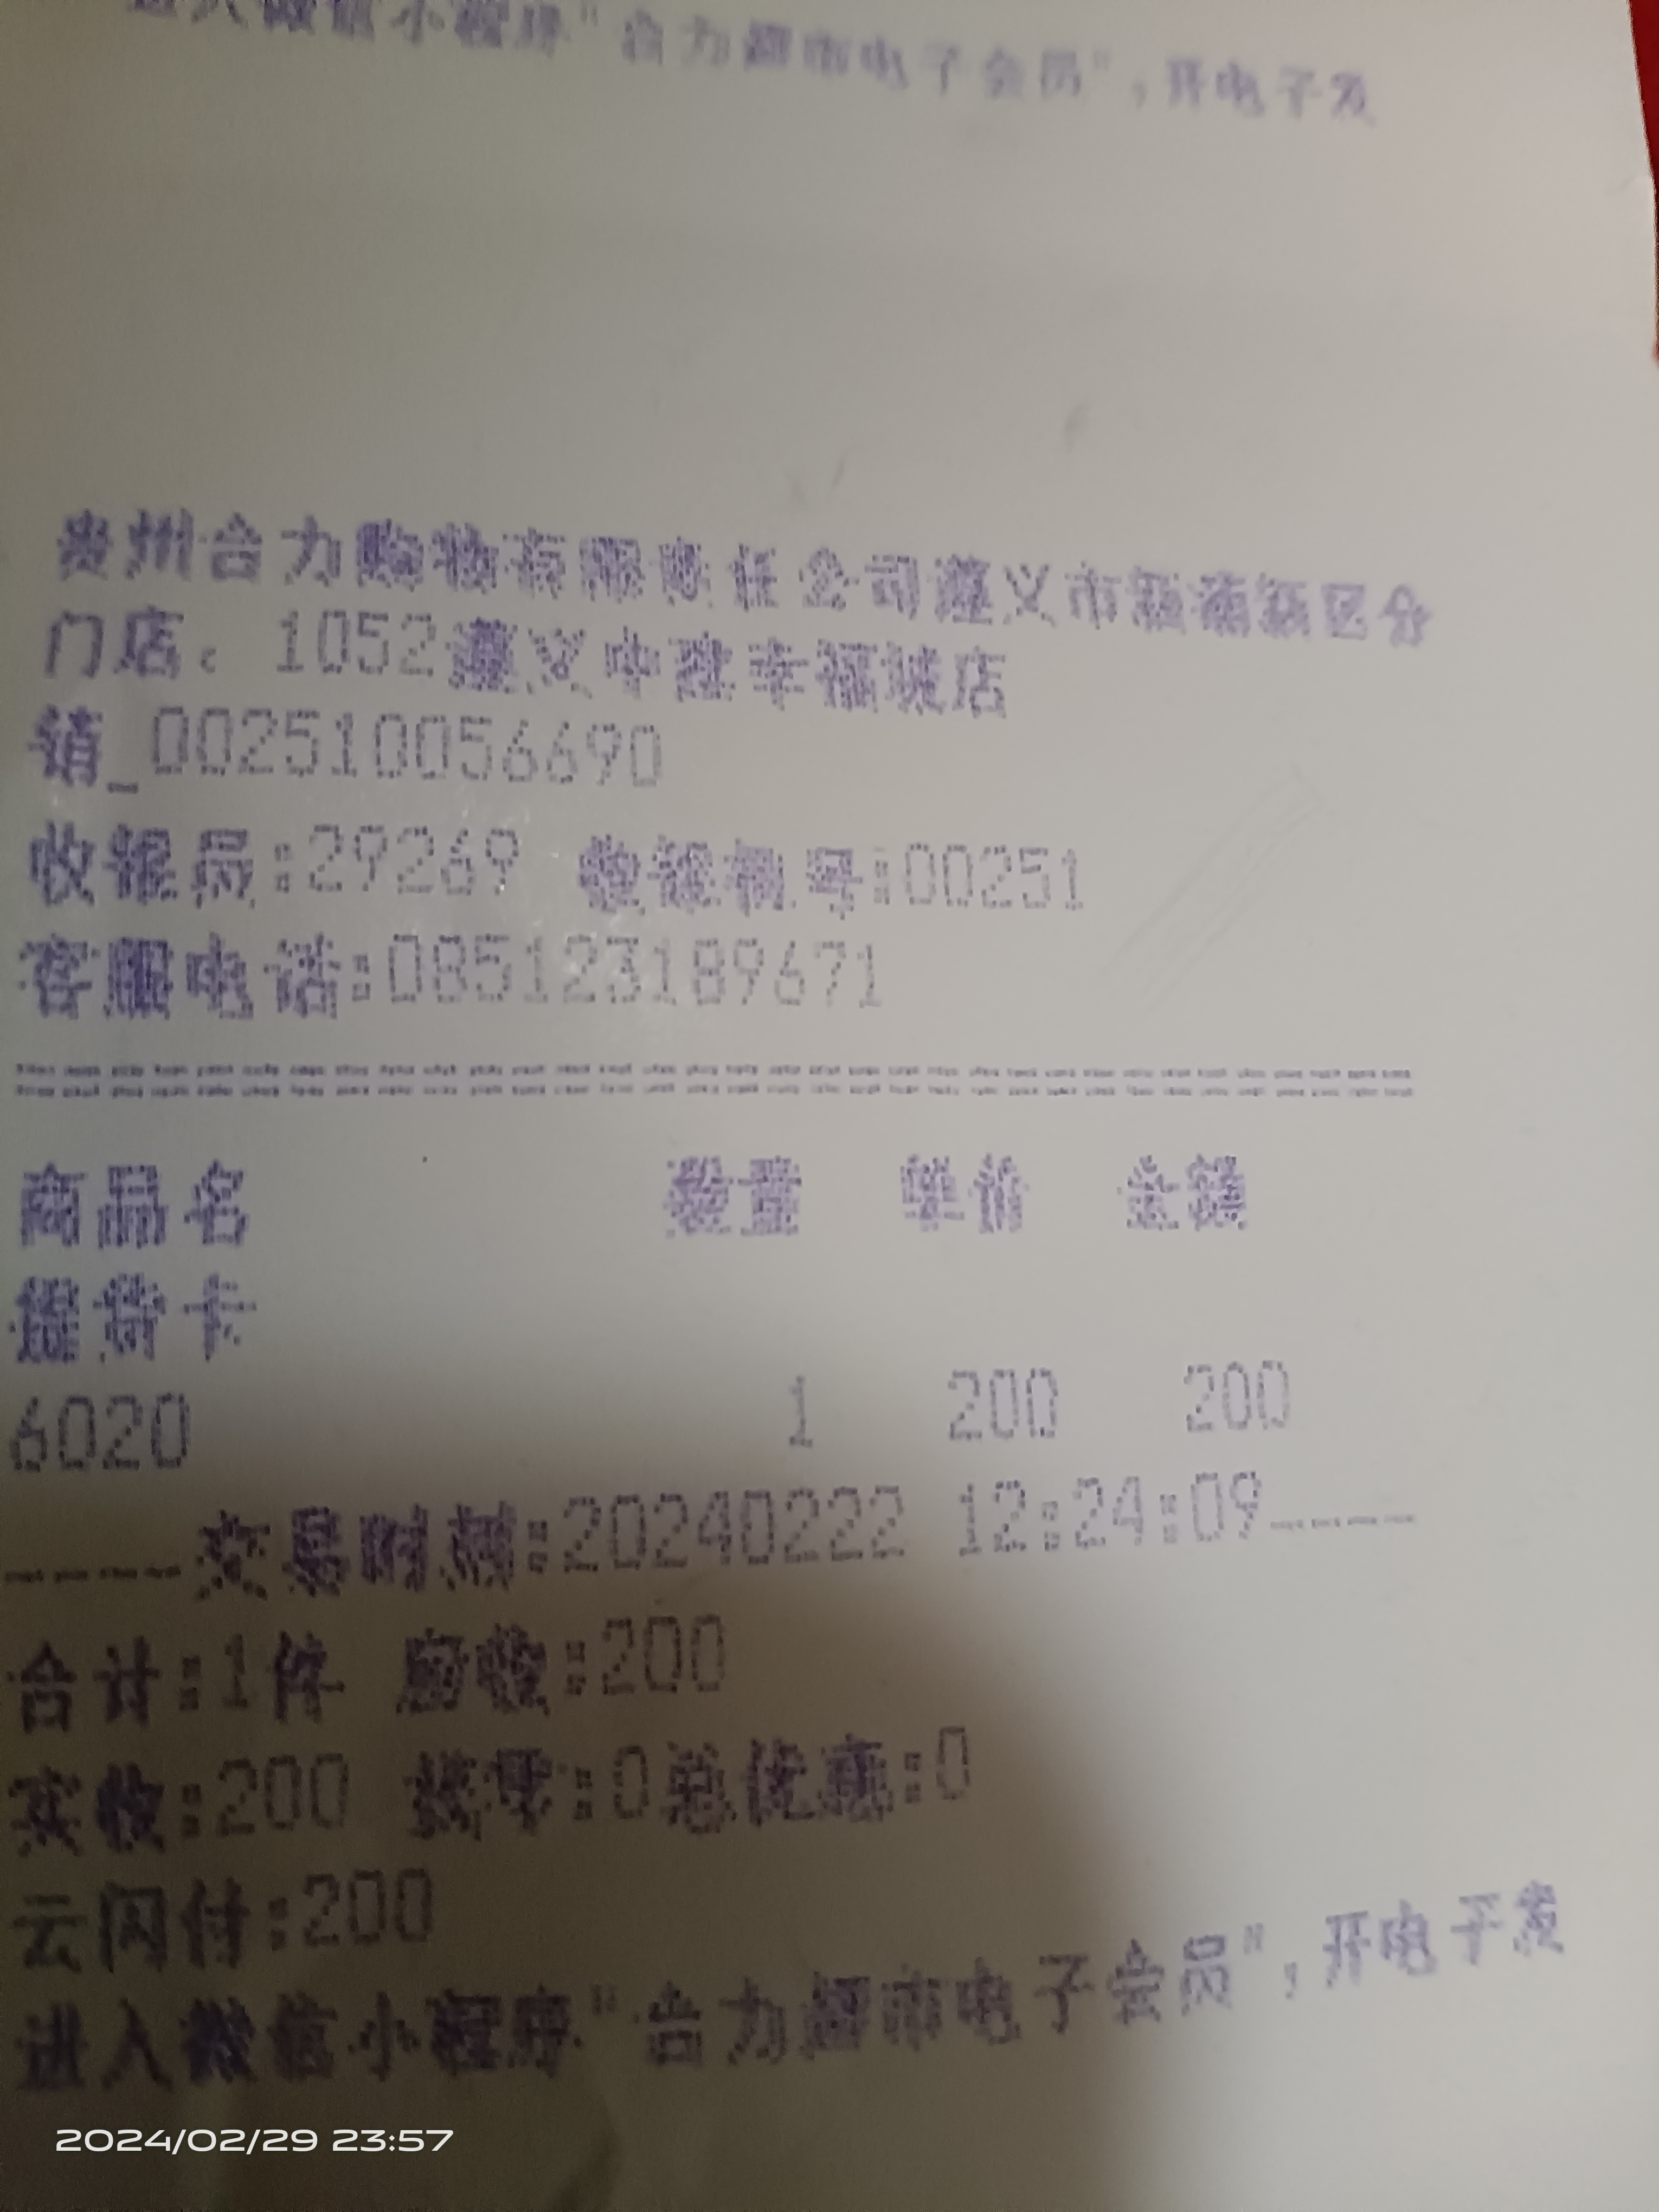 进入微信小程序"合力超市电子会员",开电子发
贵州合力购物有限责任公司遵义市新蒲新区分
门店: 1052遵义中建幸福城店
销_0025100056690
收银员:29269 收银机号:00251
客服电话:085123189671
商品名 数量 单价 金额
提货卡
6020 1 200 200
----交易时刻:20240222 12:24:09----
合计:1件 应收:200
实收:200 找零:0总优惠:0
云闪付:200
进入微信小程序"合力超市电子会员",开电子发
2024/02/29 23:57